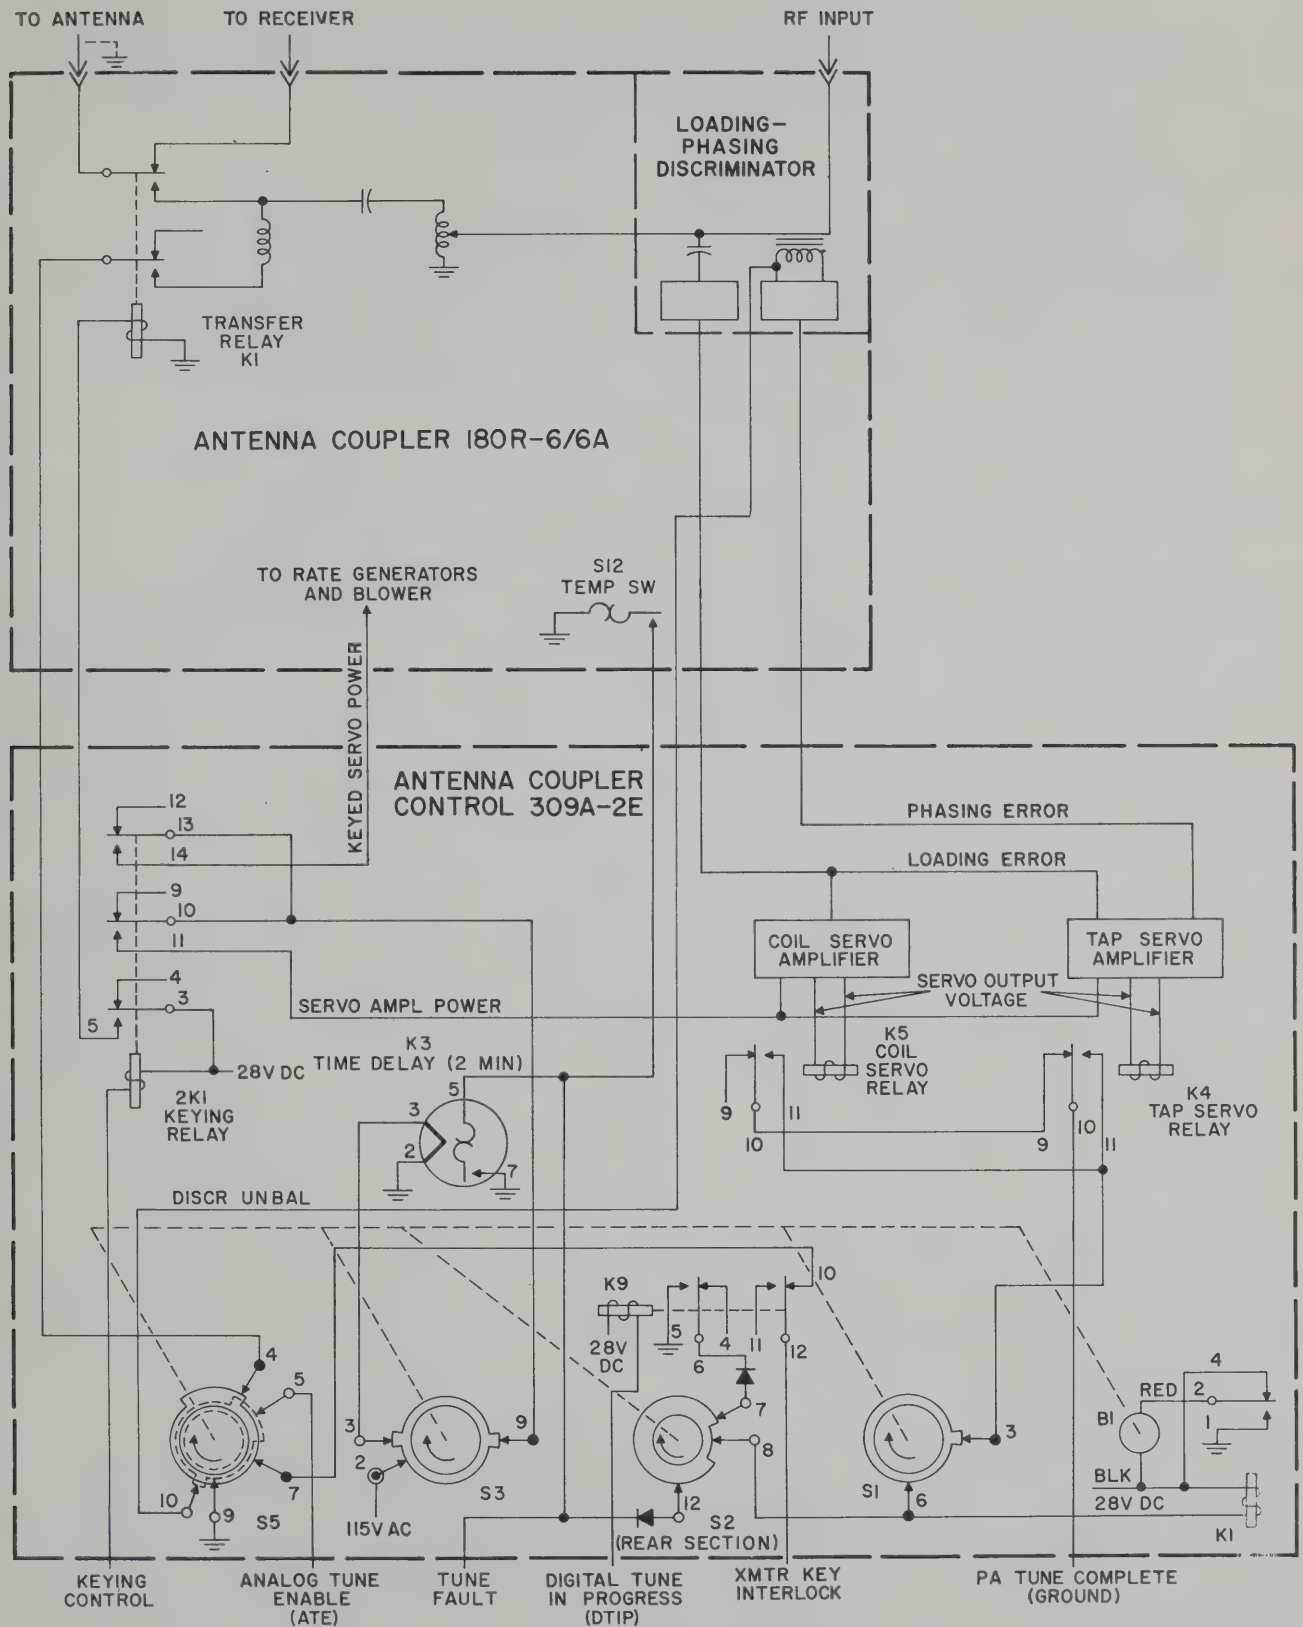 TO ANTENNA
TO RECEIVER
RF INPUT
LOADING—
PHASING
DISCRIMINATOR
TRANSFER
RELAY
K1
ANTENNA COUPLER 180R-6/6A
TO RATE GENERATORS
AND BLOWER
S12
TEMP SW
KEYED SERVO POWER
ANTENNA COUPLER
CONTROL 309A-2E
12
13
14
9
10
11
4
3
5
28V DC
2K1
KEYING
RELAY
SERVO AMPL POWER
PHASING ERROR
LOADING ERROR
COIL SERVO
AMPLIFIER
TAP SERVO
AMPLIFIER
SERVO OUTPUT
VOLTAGE
K3
TIME DELAY (2 MIN)
5
3
2
7
K5
COIL
SERVO
RELAY
9
10
11
K4
TAP SERVO
RELAY
9
10
11
DISCR UNBAL
K9
28V
DC
5
6
4
11
10
12
4
5
7
10
9
S5
3
2
9
S3
115V AC
7
8
12
S2
(REAR SECTION)
3
6
S1
B1
RED
2
4
1
BLK
28V DC
K1
KEYING
CONTROL
ANALOG TUNE
ENABLE
(ATE)
TUNE
FAULT
DIGITAL TUNE
IN PROGRESS
(DTIP)
XMTR KEY
INTERLOCK
PA TUNE COMPLETE
(GROUND)